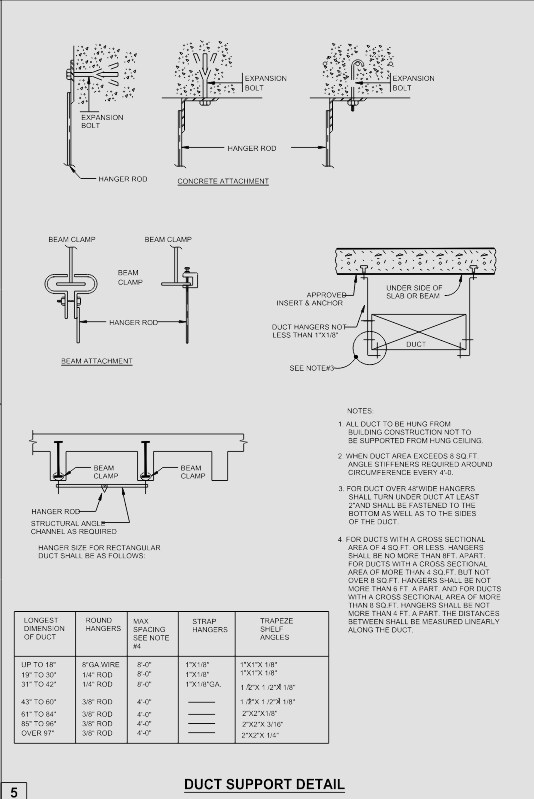 EXPANSION
BOLT
EXPANSION
BOLT
EXPANSION
BOLT
HANGER ROD
HANGER ROD
CONCRETE ATTACHMENT
BEAM CLAMP
BEAM CLAMP
BEAM
CLAMP
HANGER ROD
BEAM ATTACHMENT
APPROVED
INSERT & ANCHOR
UNDER SIDE OF
SLAB OR BEAM
DUCT HANGERS NOT
LESS THAN 1"X1/8"
DUCT
SEE NOTE#3
BEAM
CLAMP
BEAM
CLAMP
HANGER ROD
STRUCTURAL ANGLE
CHANNEL AS REQUIRED
HANGER SIZE FOR RECTANGULAR
DUCT SHALL BE AS FOLLOWS:
NOTES:
1. ALL DUCT TO BE HUNG FROM
BUILDING CONSTRUCTION NOT TO
BE SUPPORTED FROM HUNG CEILING.
2. WHEN DUCT AREA EXCEEDS 8 SQ.FT.
ANGLE STIFFENERS REQUIRED AROUND
CIRCUMFERENCE EVERY 4'-0.
3. FOR DUCT OVER 48"WIDE HANGERS
SHALL TURN UNDER DUCT AT LEAST
2"AND SHALL BE FASTENED TO THE
BOTTOM AS WELL AS TO THE SIDES
OF THE DUCT.
4. FOR DUCTS WITH A CROSS SECTIONAL
AREA OF 4 SQ.FT. OR LESS. HANGERS
SHALL BE NO MORE THAN 8FT. APART.
FOR DUCTS WITH A CROSS SECTIONAL
AREA OF MORE THAN 4 SQ.FT. BUT NOT
OVER 8 SQ.FT. HANGERS SHALL BE NOT
MORE THAN 6 FT. A PART. AND FOR DUCTS
WITH A CROSS SECTIONAL AREA OF MORE
THAN 8 SQ.FT. HANGERS SHALL BE NOT
MORE THAN 4 FT. A PART. THE DISTANCES
BETWEEN SHALL BE MEASURED LINEARLY
ALONG THE DUCT.
LONGEST DIMENSION OF DUCT ROUND HANGERS MAX SPACING SEE NOTE #4 STRAP HANGERS TRAPEZE SHELF ANGLES
UP TO 18" 8"GA WIRE 8'-0" 1"X1/8" 1"X1"X 1/8"
19" TO 30" 1/4" ROD 8'-0" 1"X1/8" 1"X1"X 1/8"
31" TO 42" 1/4" ROD 8'-0" 1"X1/8"GA. 1 1/2"X 1 1/2"X 1/8"
43" TO 60" 3/8" ROD 4'-0" 1 1/2"X 1 1/2"X 1/8"
61" TO 84" 3/8" ROD 4'-0" 2"X2"X1/8"
85" TO 96" 3/8" ROD 4'-0" 2"X2"X 3/16"
OVER 97" 3/8" ROD 4'-0" 2"X2"X 1/4"
DUCT SUPPORT DETAIL
5